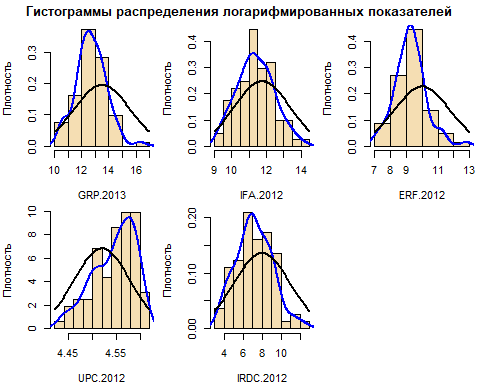 Гистограммы распределения логарифмированных показателей
Плотность
0.0 0.1 0.2 0.3
10 12 14 16
GRP.2013
Плотность
0.0 0.1 0.2 0.3 0.4
9 10 12 14
IFA.2012
Плотность
0.0 0.1 0.2 0.3 0.4
7 8 9 10 11 13
ERF.2012
Плотность
0 2 4 6 8 10
4.45 4.55
UPC.2012
Плотность
0.00 0.10 0.20
4 6 8 10
IRDC.2012